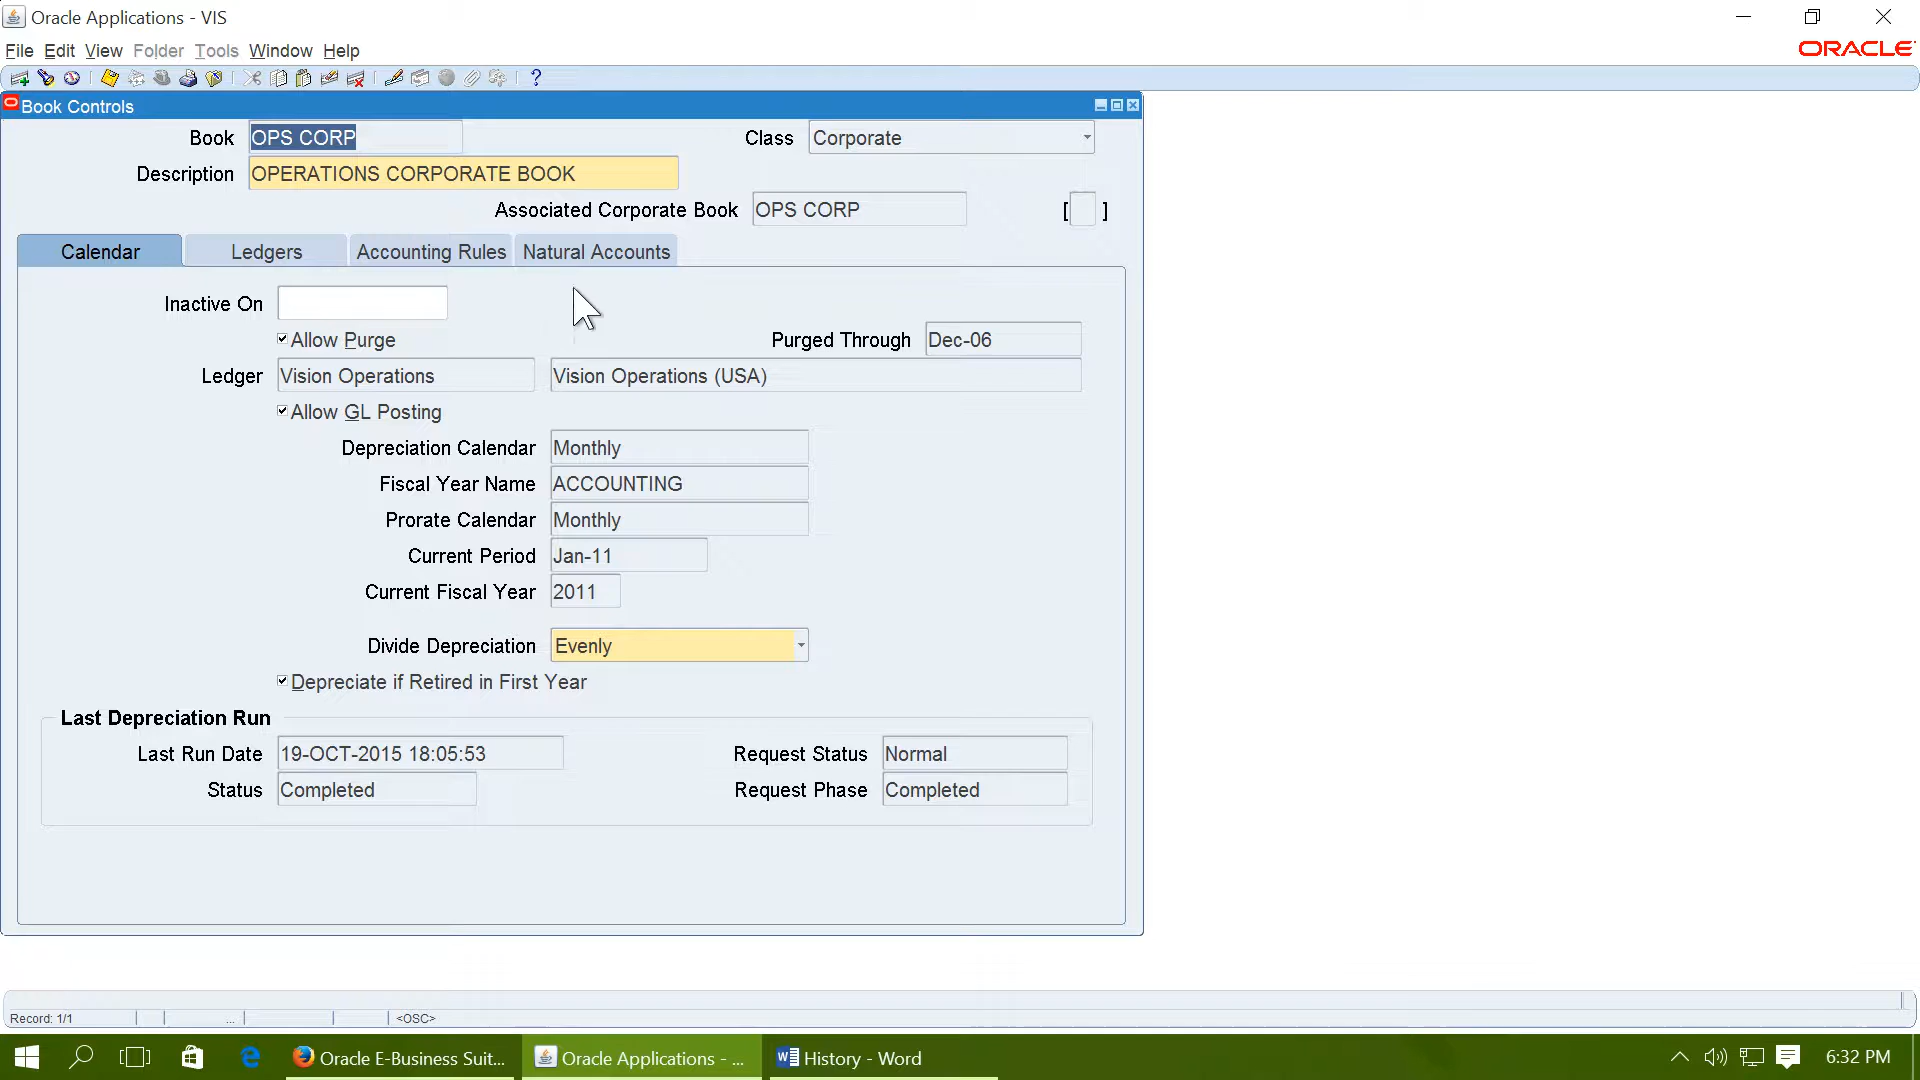 Oracle Applications - VIS
File Edit View Folder Tools Window Help
ORACLE
?
Book Controls
Book OPS CORP Class Corporate
Description OPERATIONS CORPORATE BOOK
Associated Corporate Book OPS CORP [ ]
Calendar Ledgers Accounting Rules Natural Accounts
Inactive On
Allow Purge Purged Through Dec-06
Ledger Vision Operations Vision Operations (USA)
Allow GL Posting
Depreciation Calendar Monthly
Fiscal Year Name ACCOUNTING
Prorate Calendar Monthly
Current Period Jan-11
Current Fiscal Year 2011
Divide Depreciation Evenly
Depreciate if Retired in First Year
Last Depreciation Run
Last Run Date 19-OCT-2015 18:05:53 Request Status Normal
Status Completed Request Phase Completed
Record: 1/1 ... <OSC>
Oracle E-Business Suit... Oracle Applications - ... History - Word 6:32 PM